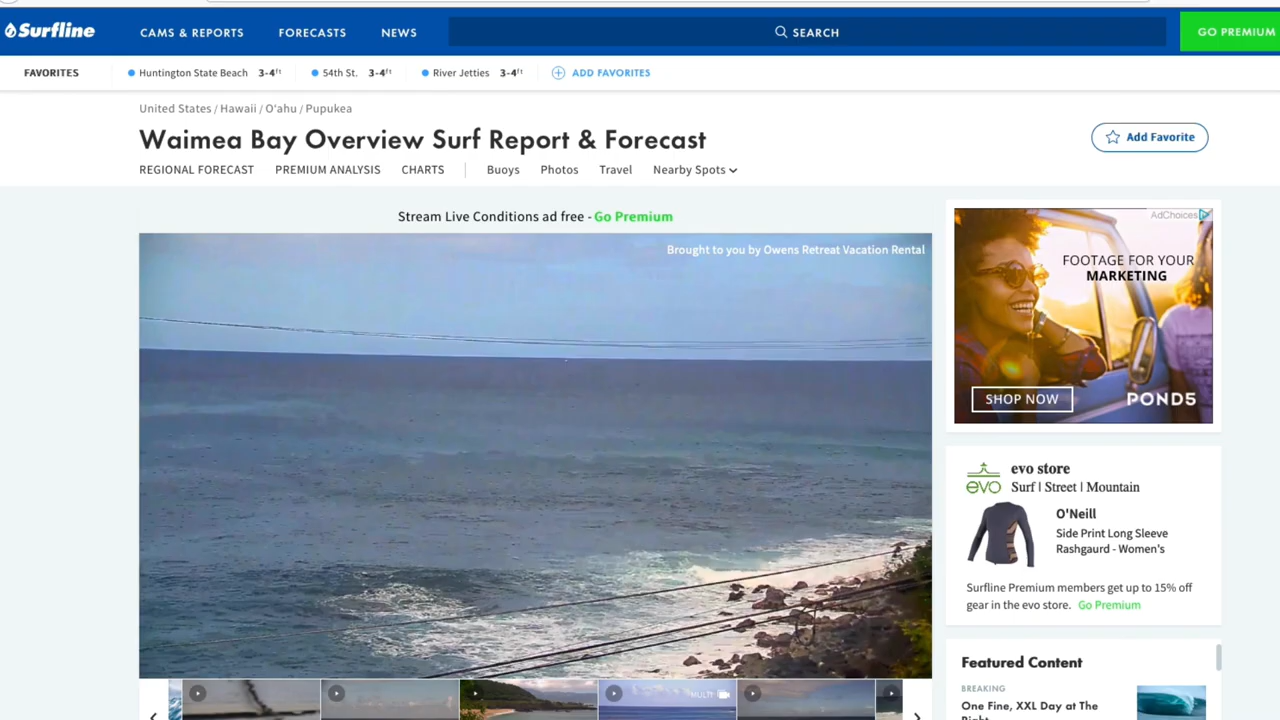 Surfline
CAMS & REPORTS
FORECASTS
NEWS
SEARCH
GO PREMIUM
FAVORITES
Huntington State Beach 3-4ft
54th St. 3-4ft
River Jetties 3-4ft
ADD FAVORITES
United States / Hawaii / O'ahu / Pupukea
Waimea Bay Overview Surf Report & Forecast
Add Favorite
REGIONAL FORECAST
PREMIUM ANALYSIS
CHARTS
Buoys
Photos
Travel
Nearby Spots
Stream Live Conditions ad free - Go Premium
Brought to you by Owens Retreat Vacation Rental
MULTI
AdChoices
FOOTAGE FOR YOUR
MARKETING
SHOP NOW
POND5
evo
evo store
Surf | Street | Mountain
O'Neill
Side Print Long Sleeve
Rashgaurd - Women's
Surfline Premium members get up to 15% off
gear in the evo store. Go Premium
Featured Content
BREAKING
One Fine, XXL Day at The
Right